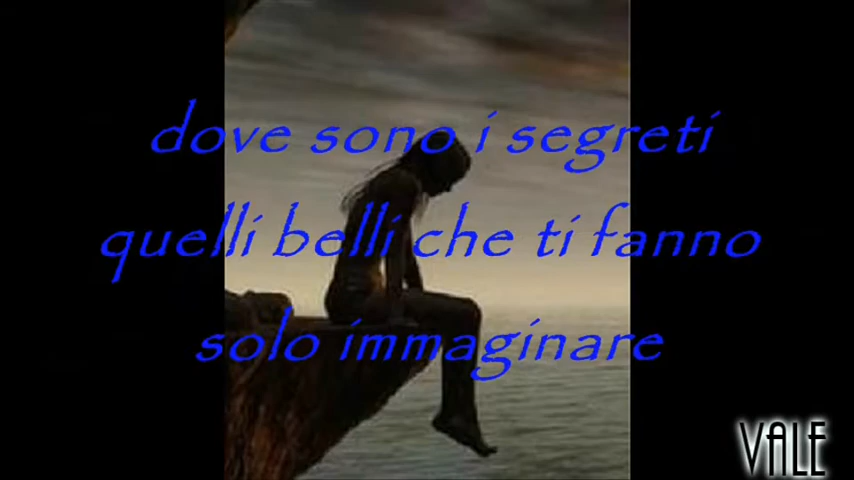 dove sono i segreti
quelli belli che ti fanno
solo immaginare
VALE